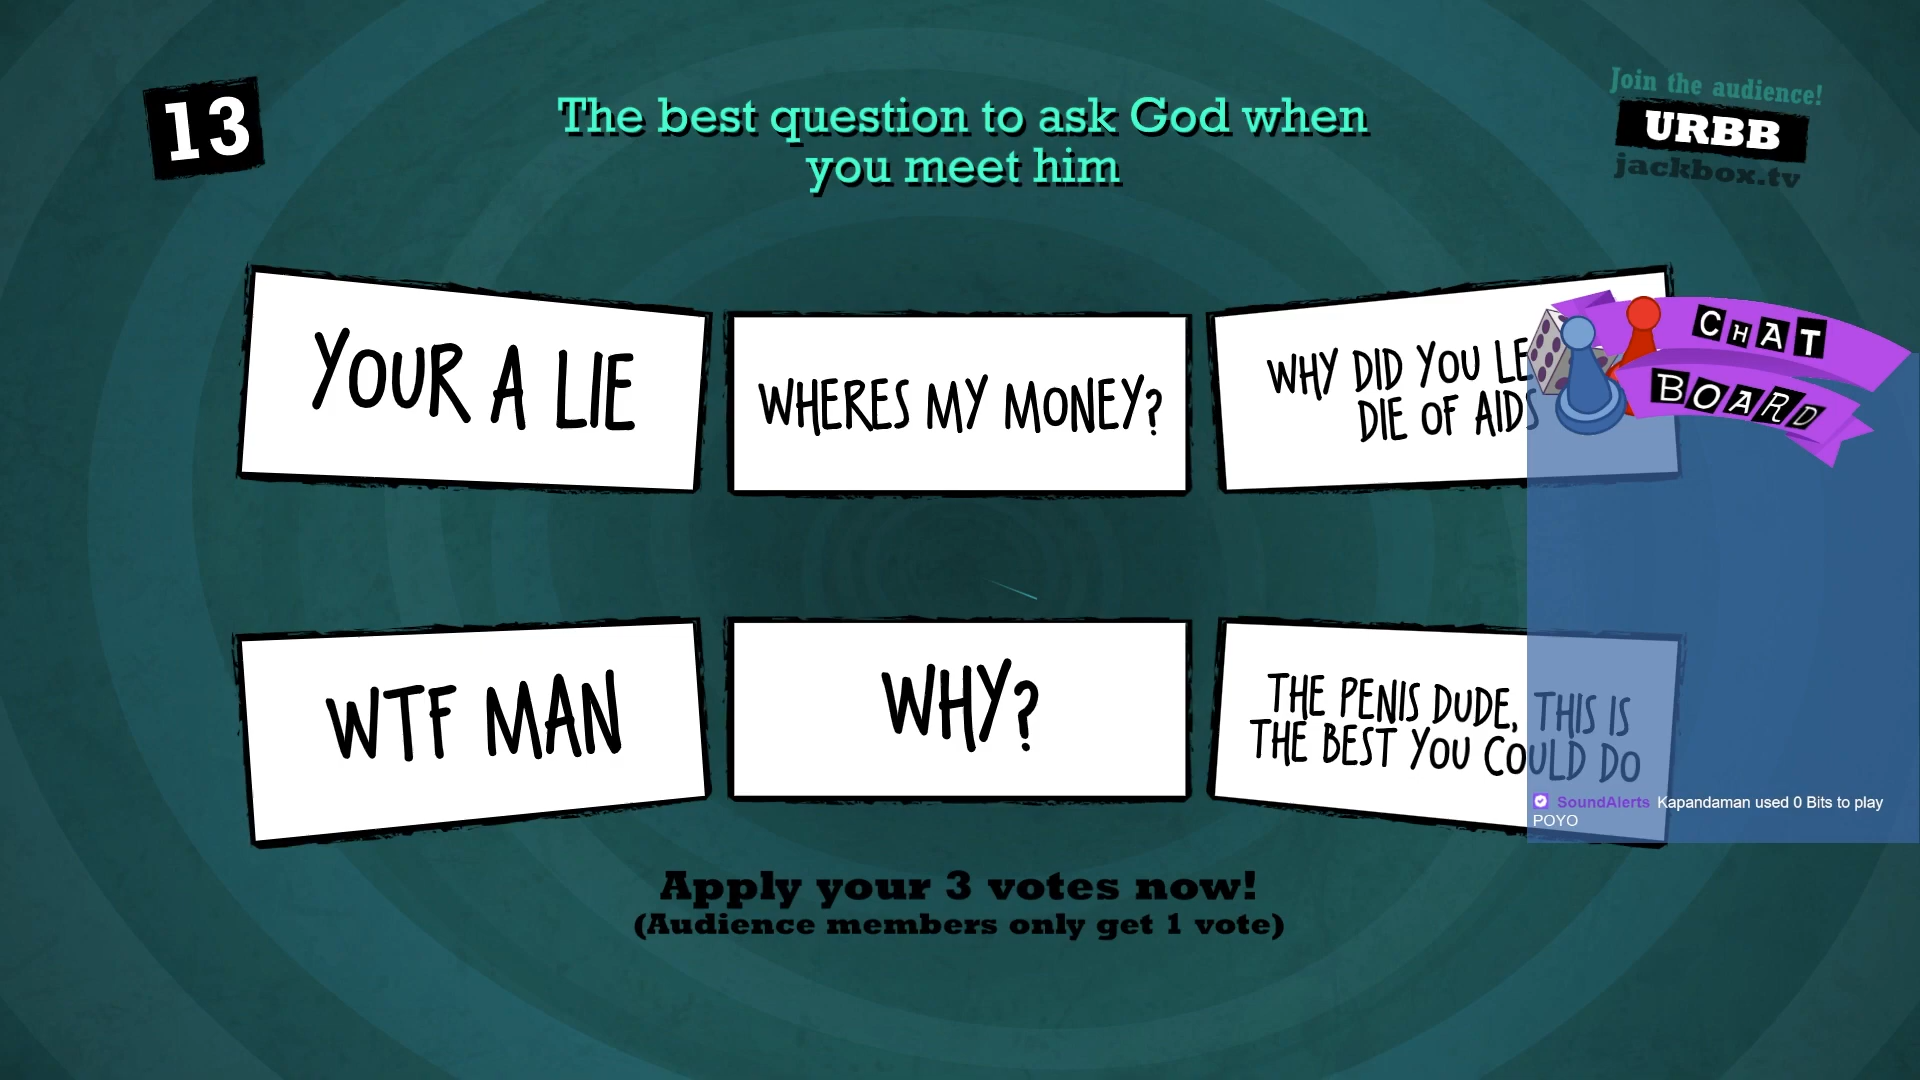 13
The best question to ask God when
you meet him
Join the audience!
URBB
jackbox.tv
YOUR A LIE
WHERES MY MONEY?
WHY DID YOU
DIE OF AIDS
CHAT
BOARD
WTF MAN
WHY?
THE PENIS DUDE, THIS IS
THE BEST YOU COULD DO
SoundAlerts Kapandaman used 0 Bits to play
POYO
Apply your 3 votes now!
(Audience members only get 1 vote)